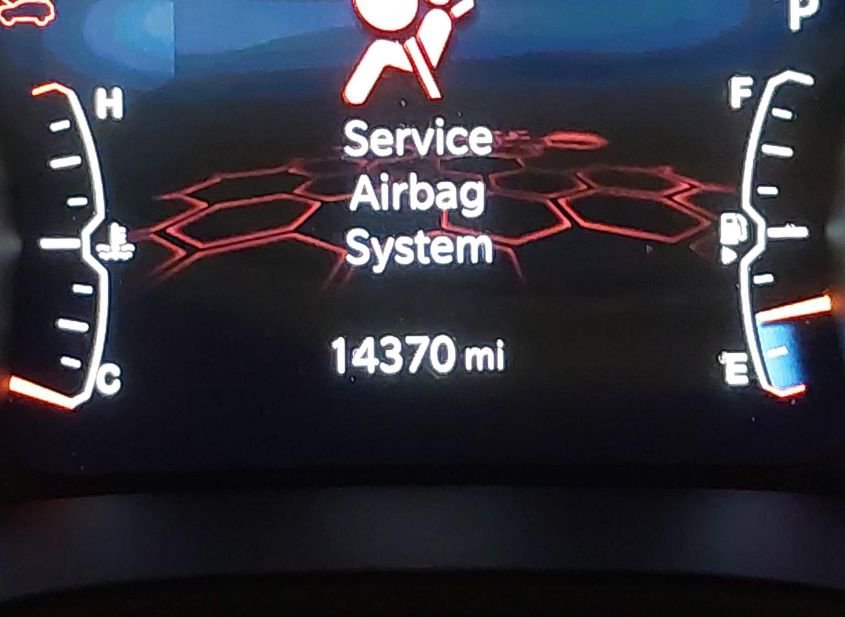 P
H
F
Service
Airbag
System
14370 mi
C
E